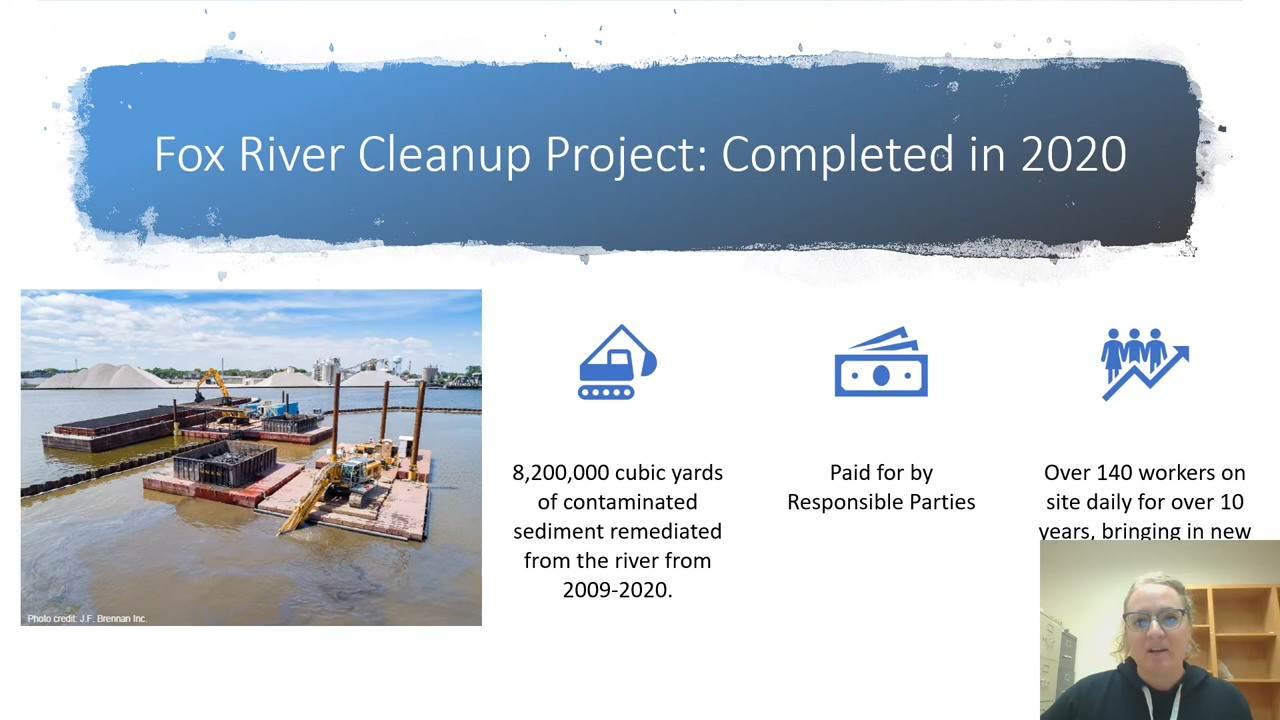 Fox River Cleanup Project: Completed in 2020
8,200,000 cubic yards
of contaminated
sediment remediated
from the river from
2009-2020.
Paid for by
Responsible Parties
Over 140 workers on
site daily for over 10
years, bringing in new
Photo credit: J.F. Brennan Inc.